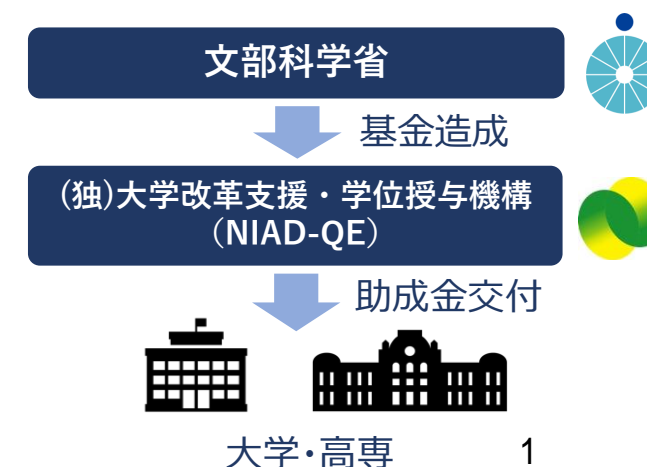 文部科学省
基金造成
(独)大学改革支援・学位授与機構
(NIAD-QE)
助成金交付
大学・高専
1